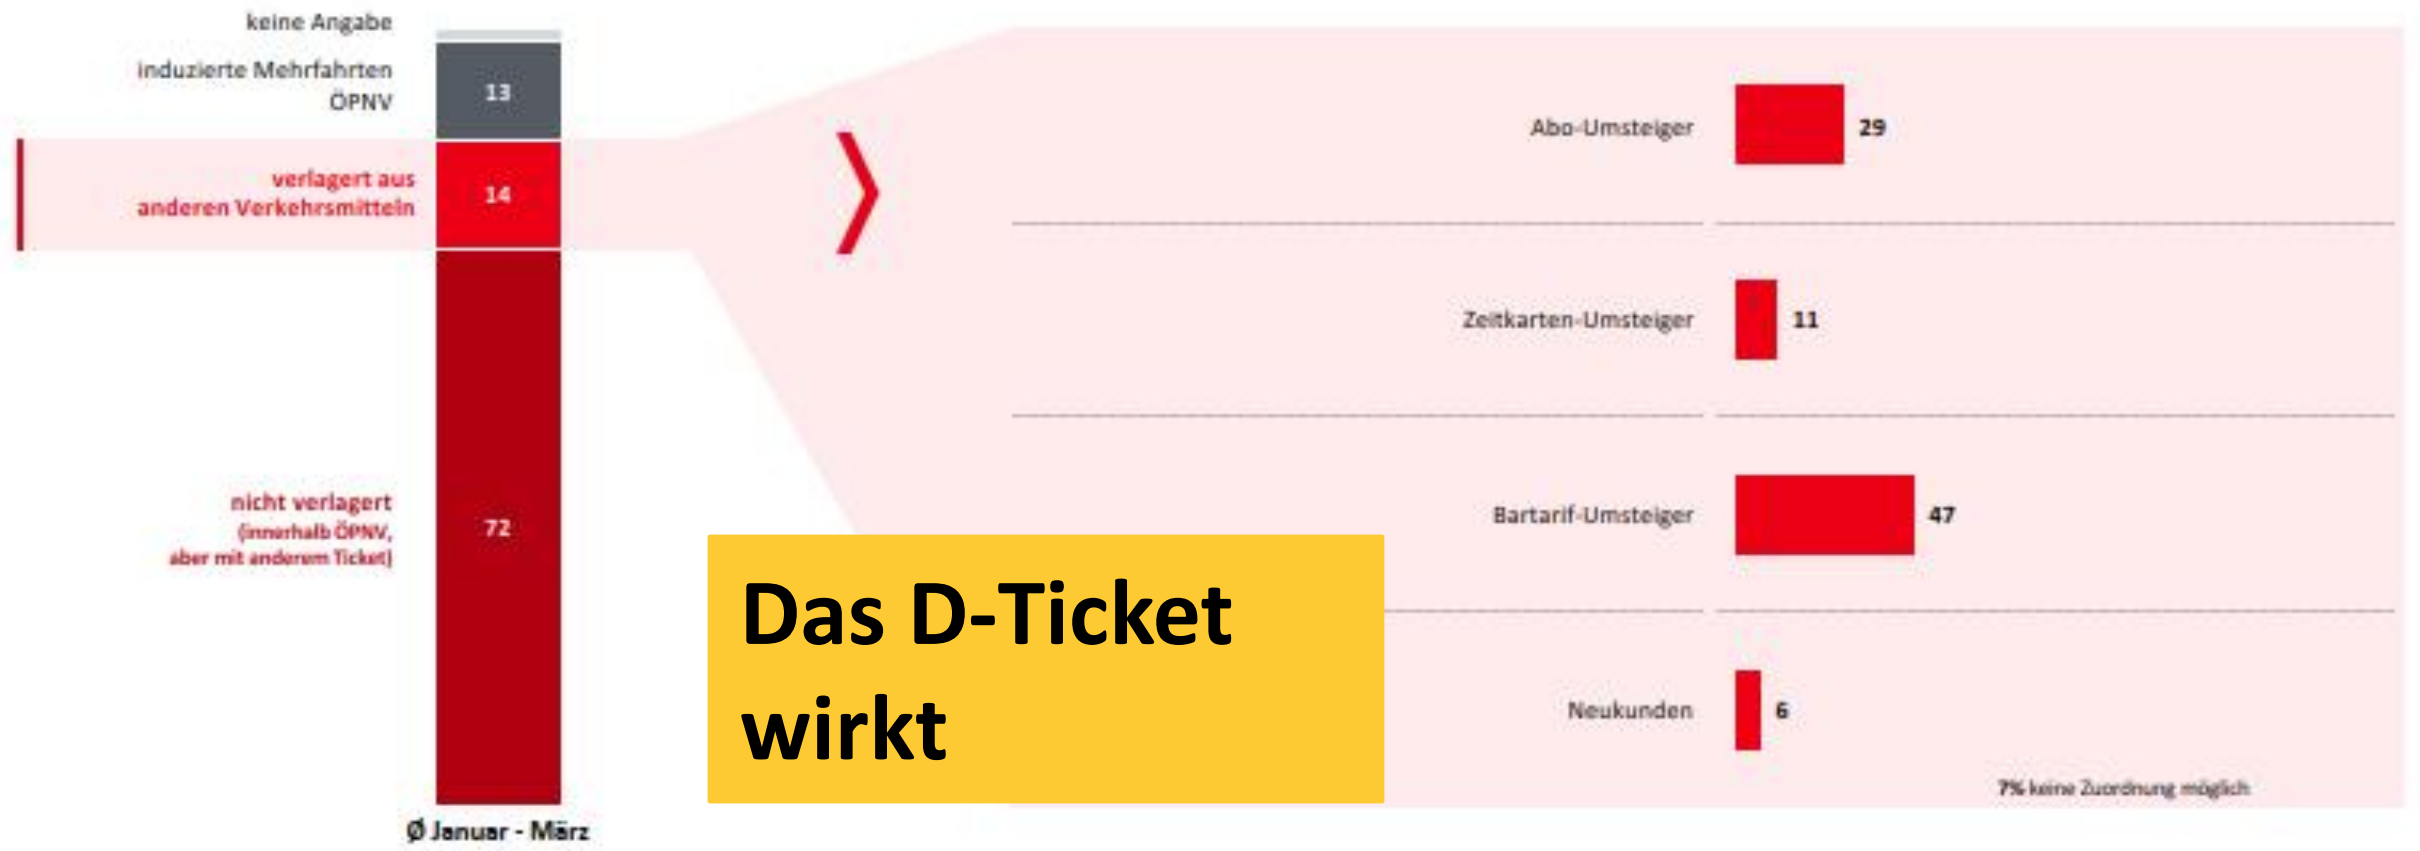 keine Angabe
induzierte Mehrfahrten
ÖPNV
13
verlagert aus
anderen Verkehrsmitteln
14
nicht verlagert
(innerhalb ÖPNV,
aber mit anderem Ticket)
72
Ø Januar - März
Abo-Umsteiger
29
Zeitkarten-Umsteiger
11
Bartarif-Umsteiger
47
Neukunden
6
7% keine Zuordnung möglich
Das D-Ticket
wirkt